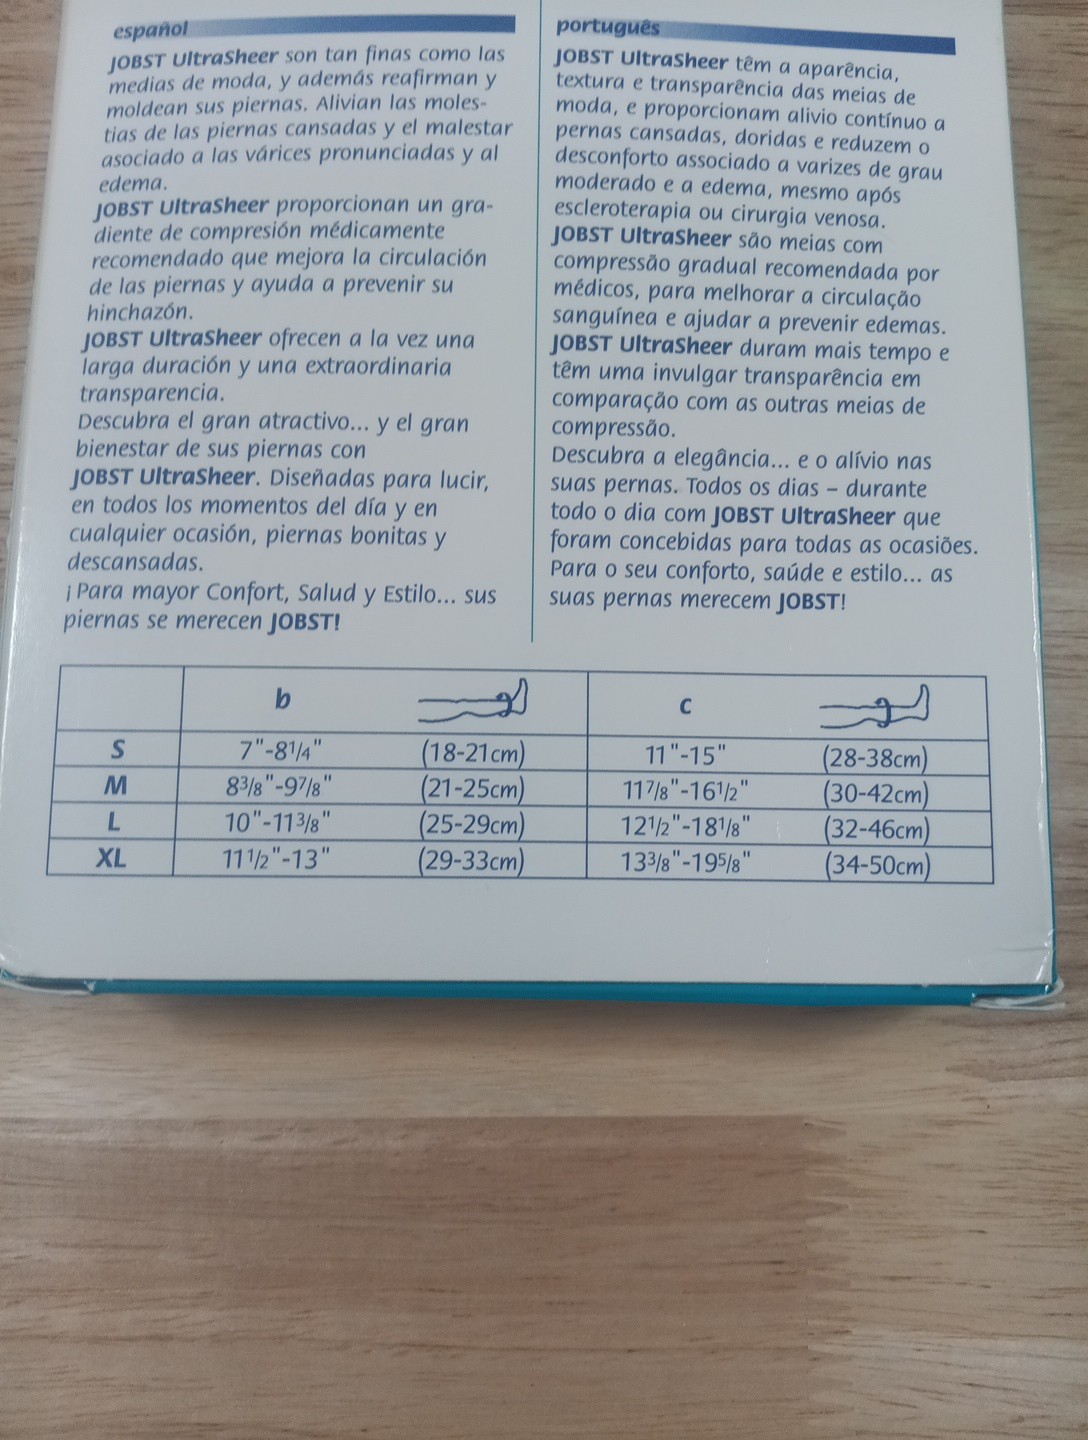 español
JOBST UltraSheer son tan finas como las
medias de moda, y además reafirman y
moldean sus piernas. Alivian las moles-
tias de las piernas cansadas y el malestar
asociado a las várices pronunciadas y al
edema.
JOBST UltraSheer proporcionan un gra-
diente de compresión médicamente
recomendado que mejora la circulación
de las piernas y ayuda a prevenir su
hinchazón.
JOBST UltraSheer ofrecen a la vez una
larga duración y una extraordinaria
transparencia.
Descubra el gran atractivo... y el gran
bienestar de sus piernas con
JOBST UltraSheer. Diseñadas para lucir,
en todos los momentos del día y en
cualquier ocasión, piernas bonitas y
descansadas.
¡Para mayor Confort, Salud y Estilo... sus
piernas se merecen JOBST!
português
JOBST UltraSheer têm a aparência,
textura e transparência das meias de
moda, e proporcionam alivio contínuo a
pernas cansadas, doridas e reduzem o
desconforto associado a varizes de grau
moderado e a edema, mesmo após
escleroterapia ou cirurgia venosa.
JOBST UltraSheer são meias com
compressão gradual recomendada por
médicos, para melhorar a circulação
sanguínea e ajudar a prevenir edemas.
JOBST UltraSheer duram mais tempo e
têm uma invulgar transparência em
comparação com as outras meias de
compressão.
Descubra a elegância... e o alívio nas
suas pernas. Todos os dias – durante
todo o dia com JOBST UltraSheer que
foram concebidas para todas as ocasiões.
Para o seu conforto, saúde e estilo... as
suas pernas merecem JOBST!
b c
S 7"-8¼" (18-21cm) 11"-15" (28-38cm)
M 8⅜"-9⅞" (21-25cm) 11⅞"-16½" (30-42cm)
L 10"-11⅜" (25-29cm) 12½"-18⅛" (32-46cm)
XL 11½"-13" (29-33cm) 13⅜"-19⅝" (34-50cm)